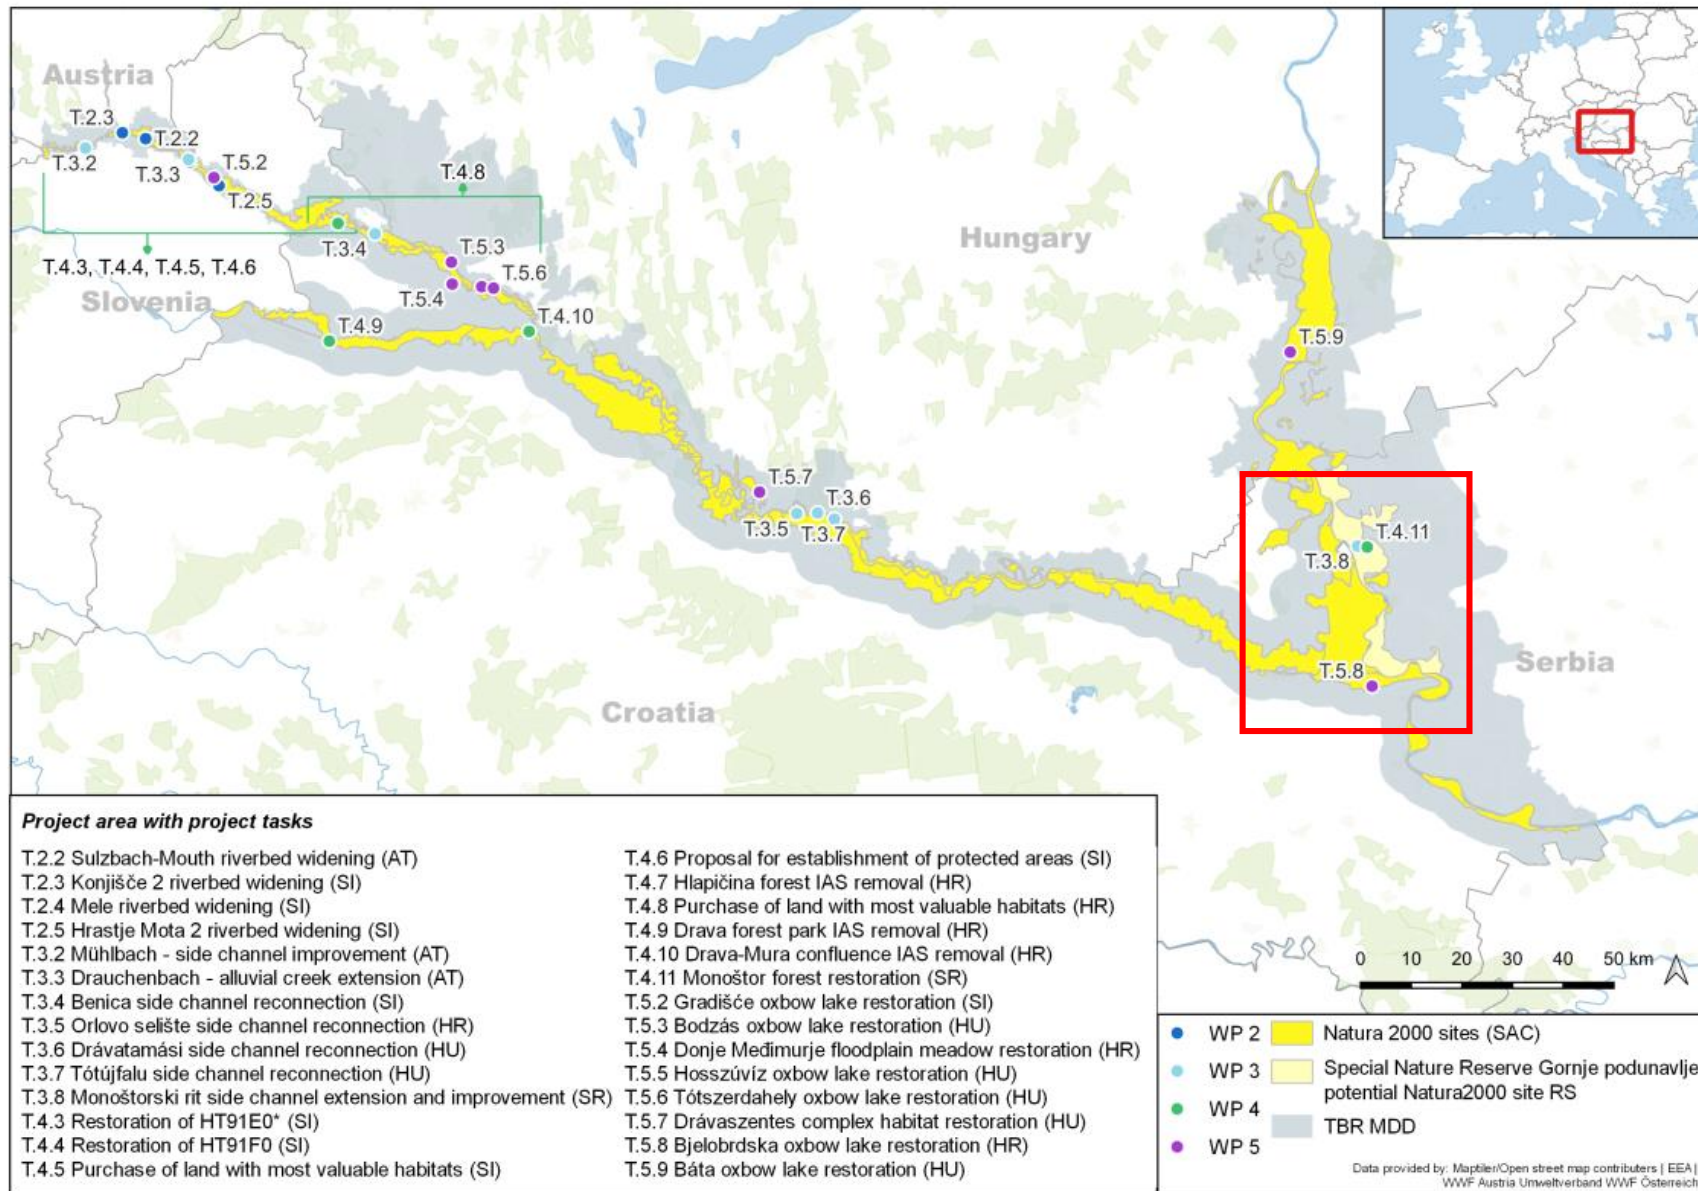 Austria
T.2.3
T.2.2
T.3.2
T.3.3
T.5.2
T.2.5
T.4.8
T.3.4
T.5.3
T.4.3, T.4.4, T.4.5, T.4.6
T.5.6
T.5.4
Slovenia
T.4.9
T.4.10
Hungary
T.5.9
T.5.7
T.3.6
T.3.5
T.3.7
T.4.11
T.3.8
T.5.8
Serbia
Croatia
Project area with project tasks
T.2.2 Sulzbach-Mouth riverbed widening (AT)
T.2.3 Konjišče 2 riverbed widening (SI)
T.2.4 Mele riverbed widening (SI)
T.2.5 Hrastje Mota 2 riverbed widening (SI)
T.3.2 Mühlbach - side channel improvement (AT)
T.3.3 Drauchenbach - alluvial creek extension (AT)
T.3.4 Benica side channel reconnection (SI)
T.3.5 Orlovo selište side channel reconnection (HR)
T.3.6 Drávatamási side channel reconnection (HU)
T.3.7 Tótújfalu side channel reconnection (HU)
T.3.8 Monoštorski rit side channel extension and improvement (SR)
T.4.3 Restoration of HT91E0* (SI)
T.4.4 Restoration of HT91F0 (SI)
T.4.5 Purchase of land with most valuable habitats (SI)
T.4.6 Proposal for establishment of protected areas (SI)
T.4.7 Hlapičina forest IAS removal (HR)
T.4.8 Purchase of land with most valuable habitats (HR)
T.4.9 Drava forest park IAS removal (HR)
T.4.10 Drava-Mura confluence IAS removal (HR)
T.4.11 Monoštor forest restoration (SR)
T.5.2 Gradišće oxbow lake restoration (SI)
T.5.3 Bodzás oxbow lake restoration (HU)
T.5.4 Donje Međimurje floodplain meadow restoration (HR)
T.5.5 Hosszúvíz oxbow lake restoration (HU)
T.5.6 Tótszerdahely oxbow lake restoration (HU)
T.5.7 Drávaszentes complex habitat restoration (HU)
T.5.8 Bjelobrdska oxbow lake restoration (HR)
T.5.9 Báta oxbow lake restoration (HU)
0 10 20 30 40 50 km
WP 2
WP 3
WP 4
WP 5
Natura 2000 sites (SAC)
Special Nature Reserve Gornje podunavlje
potential Natura2000 site RS
TBR MDD
Data provided by: Maptiler/Open street map contributors | EEA |
WWF Austria Umweltverband WWF Österreich